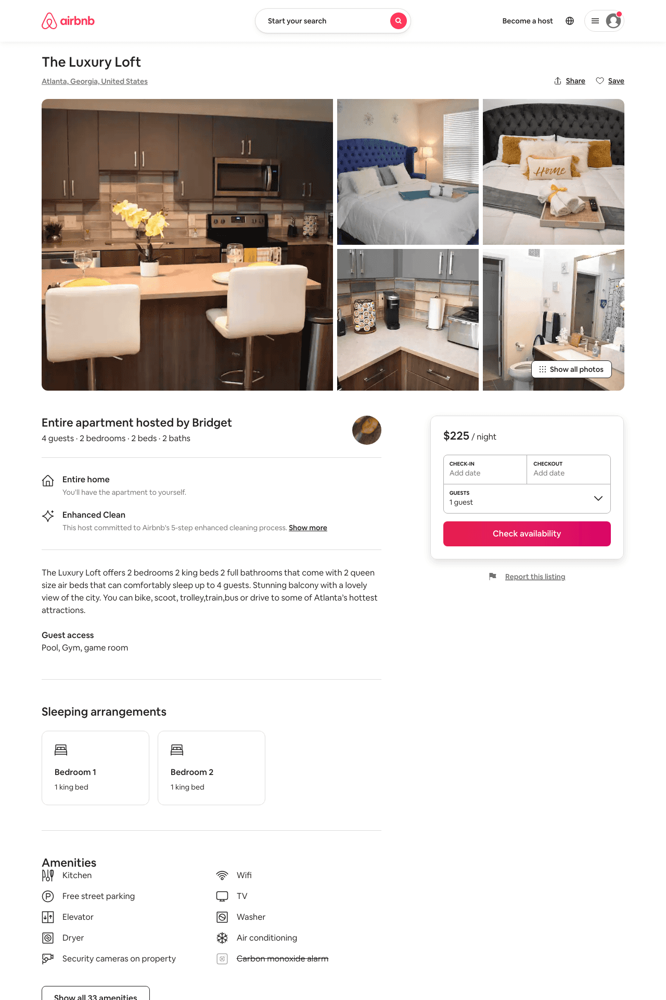 airbnb
Start your search
Become a host
The Luxury Loft
Atlanta, Georgia, United States
Share
Save
Home
Show all photos
Entire apartment hosted by Bridget
4 guests · 2 bedrooms · 2 beds · 2 baths
Entire home
You'll have the apartment to yourself.
Enhanced Clean
This host committed to Airbnb's 5-step enhanced cleaning process. Show more
The Luxury Loft offers 2 bedrooms 2 king beds 2 full bathrooms that come with 2 queen
size air beds that can comfortably sleep up to 4 guests. Stunning balcony with a lovely
view of the city. You can bike, scoot, trolley,train,bus or drive to some of Atlanta’s hottest
attractions.
Guest access
Pool, Gym, game room
$225 / night
CHECK-IN
Add date
CHECKOUT
Add date
GUESTS
1 guest
Check availability
Report this listing
Sleeping arrangements
Bedroom 1
1 king bed
Bedroom 2
1 king bed
Amenities
Kitchen
Wifi
Free street parking
TV
Elevator
Washer
Dryer
Air conditioning
Security cameras on property
Carbon monoxide alarm
Show all 33 amenities